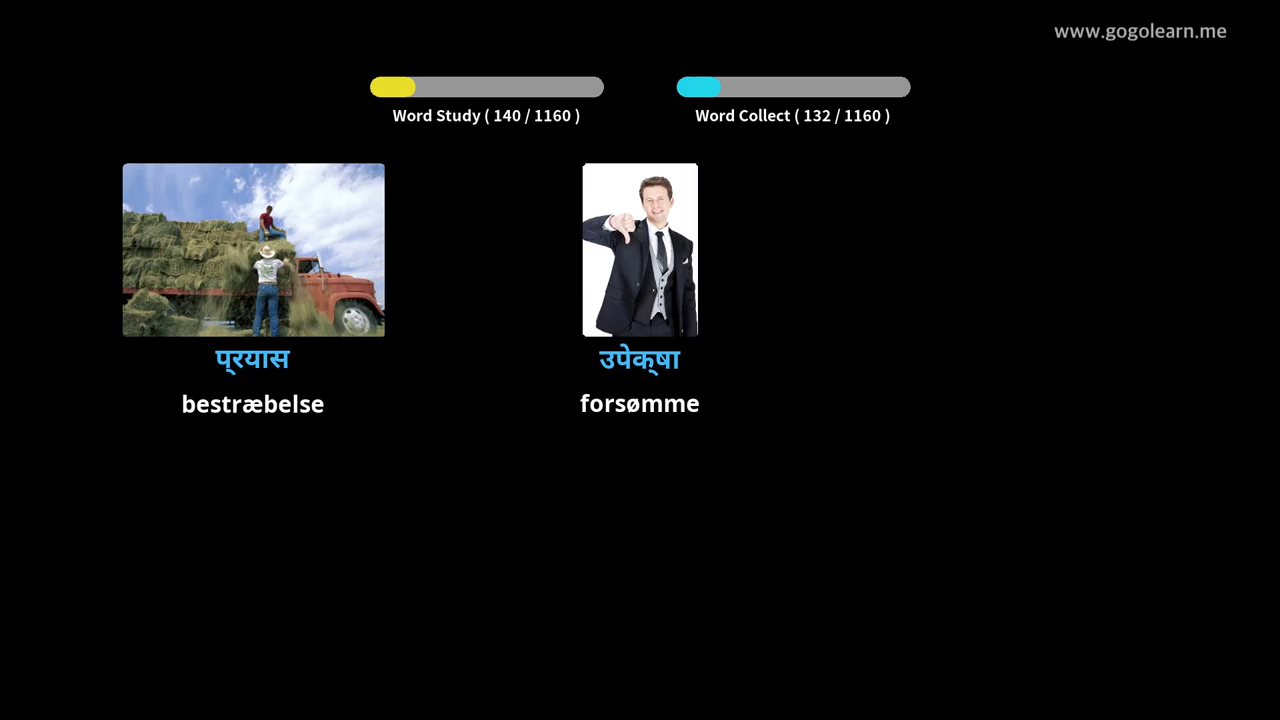 www.gogolearn.me
Word Study ( 140 / 1160 )
Word Collect ( 132 / 1160 )
प्रयास
उपेक्षा
bestræbelse
forsømme